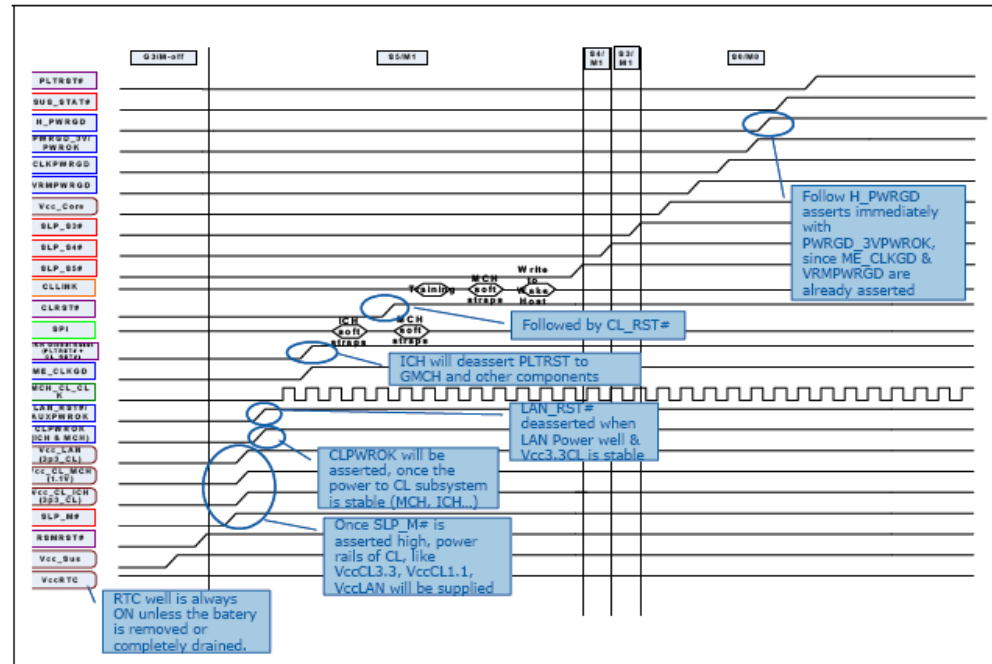 G3/M-off
S5/M1
S4/
M1
S3/
M1
S0/M0
PLTRST#
SUS_STAT#
H_PWRGD
PWRGD_3V/
PWROK
CLKPWRGD
VRMPWRGD
Vcc_Core
SLP_S3#
SLP_S4#
SLP_S5#
CLLINK
Training
MCH
soft
straps
Write
to
Wake
Host
CLRST#
SPI
ICH
soft
straps
MCH
soft
straps
(PLTRST# +
ME_CLKGD
MCH_CL_CL
K
LAN_RST#/
AUXPWROK
CLPWROK
(ICH & MCH)
Vcc_LAN
(3p3_CL)
Vcc_CL_MCH
(1.1V)
Vcc_CL_ICH
(3p3_CL)
SLP_M#
RSMRST#
Vcc_Sus
VccRTC
Follow H_PWRGD
asserts immediately
with
PWRGD_3VPWROK,
since ME_CLKGD &
VRMPWRGD are
already asserted
Followed by CL_RST#
ICH will deassert PLTRST to
GMCH and other components
LAN_RST#
deasserted when
LAN Power well &
Vcc3.3CL is stable
CLPWROK will be
asserted, once the
power to CL subsystem
is stable (MCH, ICH...)
Once SLP_M# is
asserted high, power
rails of CL, like
VccCL3.3, VccCL1.1,
VccLAN will be supplied
RTC well is always
ON unless the batery
is removed or
completely drained.